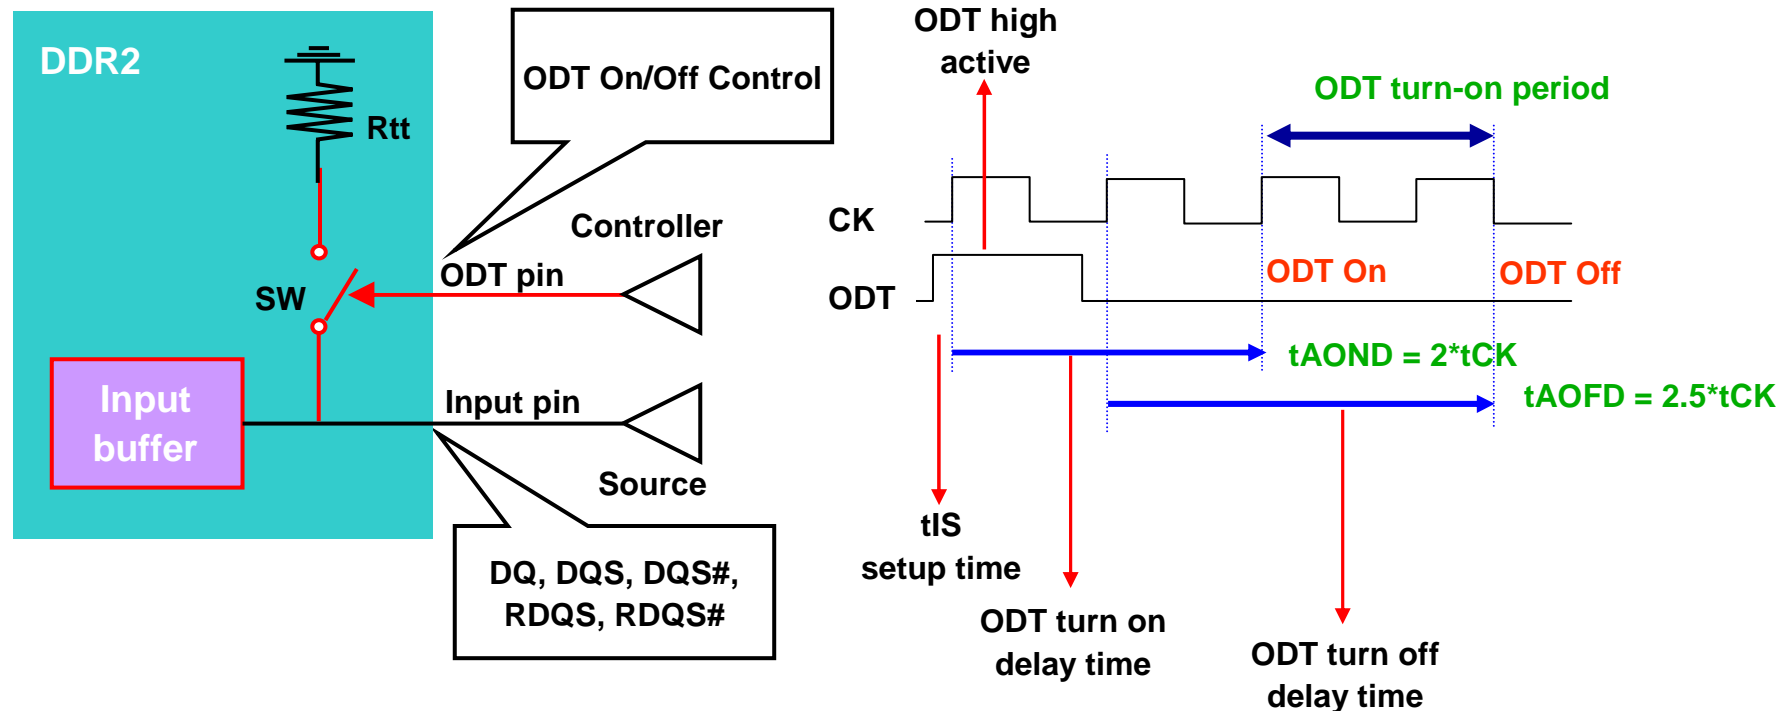 DDR2
Rtt
SW
Input
buffer
ODT On/Off Control
Controller
ODT pin
Input pin
Source
DQ, DQS, DQS#,
RDQS, RDQS#
ODT high
active
ODT turn-on period
CK
ODT
ODT On
ODT Off
tAOND = 2*tCK
tAOFD = 2.5*tCK
tIS
setup time
ODT turn on
delay time
ODT turn off
delay time